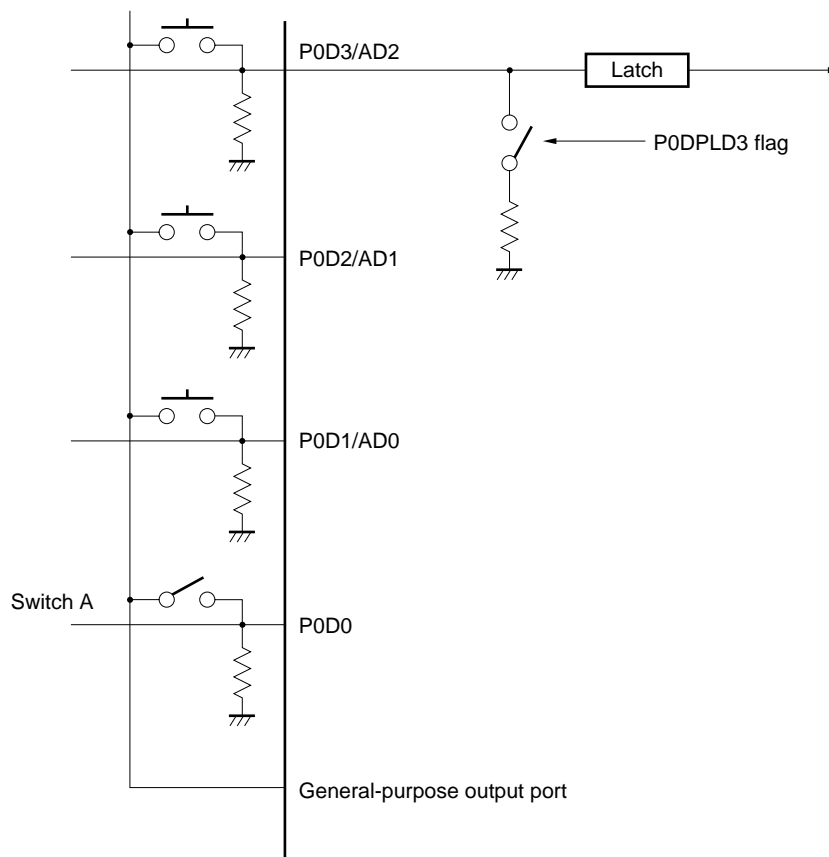 P0D3/AD2
Latch
P0DPLD3 flag
P0D2/AD1
P0D1/AD0
Switch A
P0D0
General-purpose output port